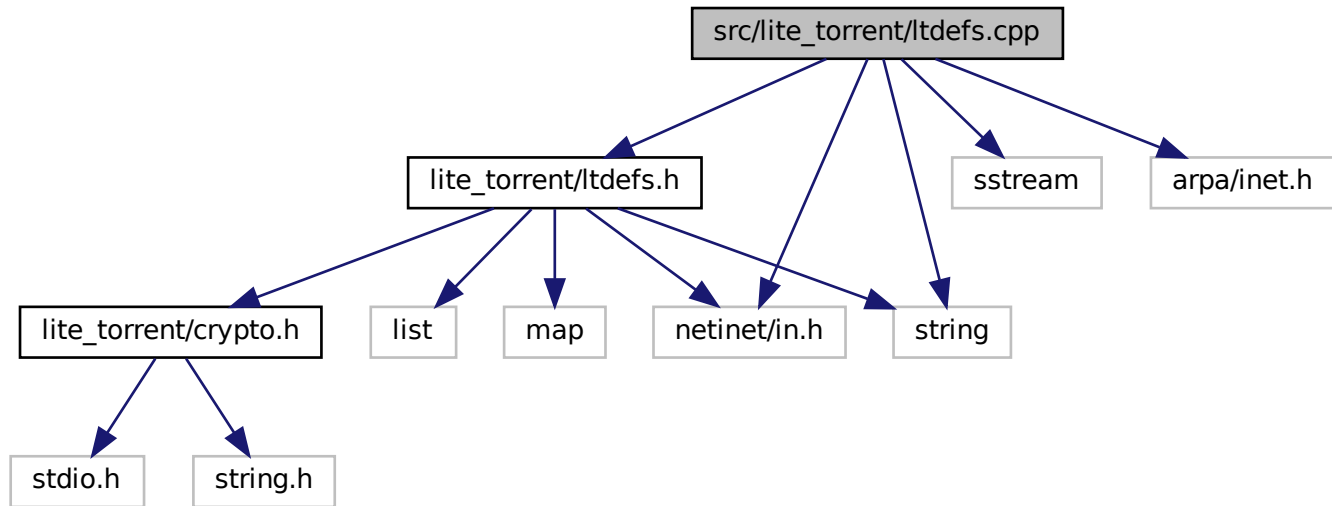 src/lite_torrent/ltdefs.cpp
lite_torrent/ltdefs.h
sstream
arpa/inet.h
lite_torrent/crypto.h
list
map
netinet/in.h
string
stdio.h
string.h